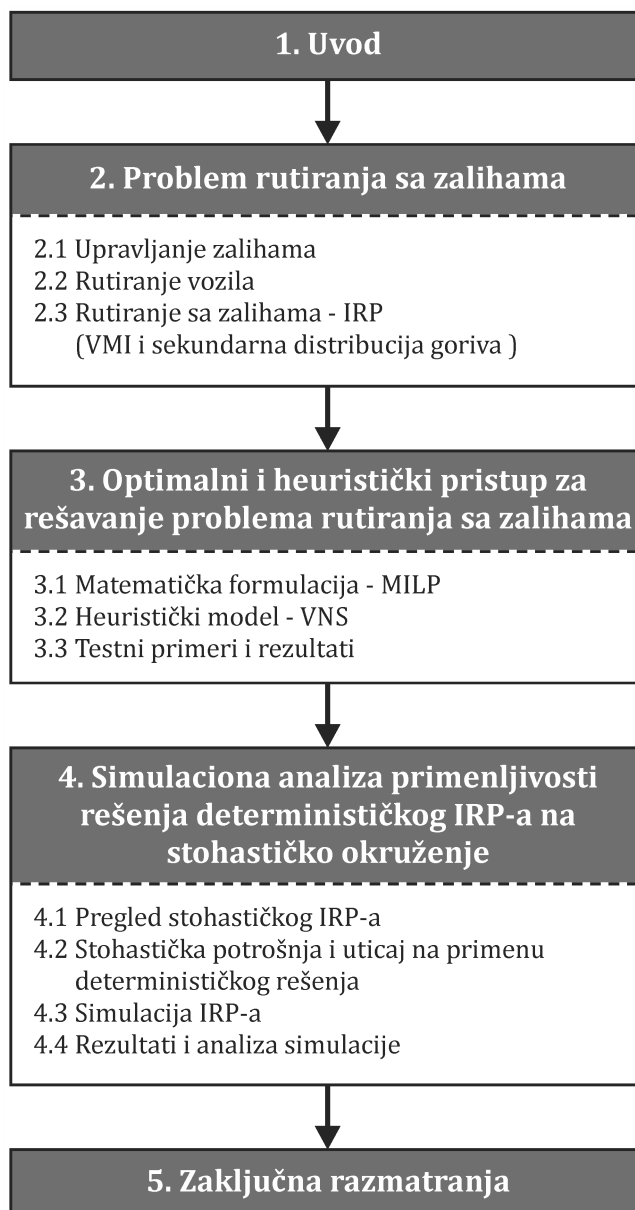 1. Uvod
2. Problem rutiranja sa zalihama
2.1 Upravljanje zalihama
2.2 Rutiranje vozila
2.3 Rutiranje sa zalihama - IRP
(VMI i sekundarna distribucija goriva )
3. Optimalni i heuristički pristup za
rešavanje problema rutiranja sa zalihama
3.1 Matematička formulacija - MILP
3.2 Heuristički model - VNS
3.3 Testni primeri i rezultati
4. Simulaciona analiza primenljivosti
rešenja determinističkog IRP-a na
stohastičko okruženje
4.1 Pregled stohastičkog IRP-a
4.2 Stohastička potrošnja i uticaj na primenu
determinističkog rešenja
4.3 Simulacija IRP-a
4.4 Rezultati i analiza simulacije
5. Zaključna razmatranja